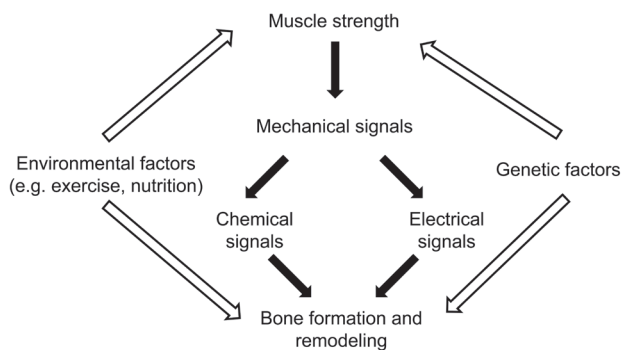 Muscle strength
Mechanical signals
Environmental factors
(e.g. exercise, nutrition)
Genetic factors
Chemical
signals
Electrical
signals
Bone formation and
remodeling